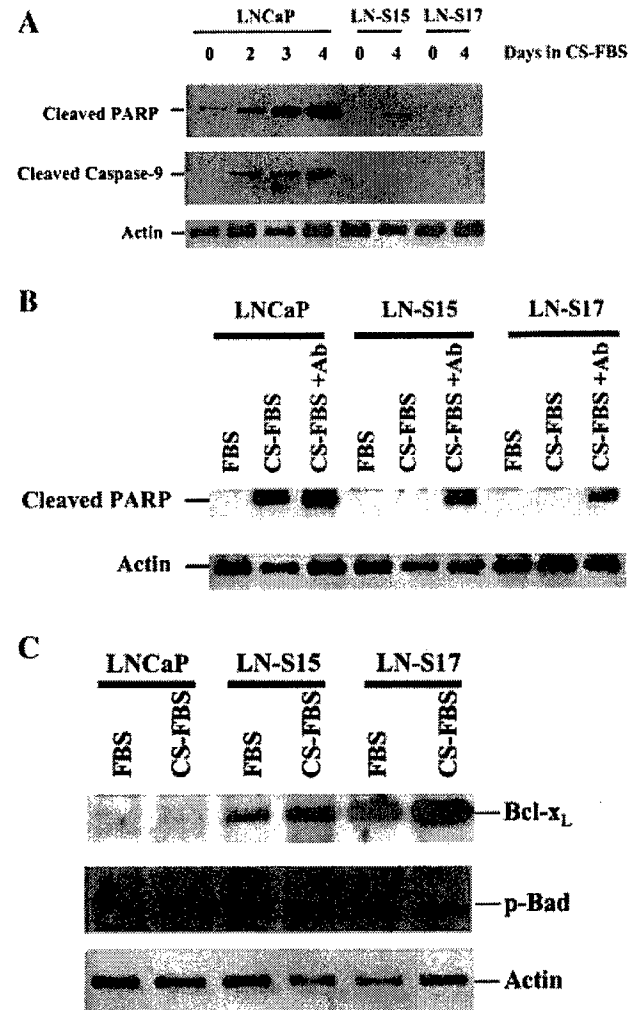 A
LNCaP LN-S15 LN-S17
0 2 3 4 0 4 0 4 Days in CS-FBS
Cleaved PARP
Cleaved Caspase-9
Actin
B
LNCaP LN-S15 LN-S17
FBS CS-FBS CS-FBS +Ab FBS CS-FBS CS-FBS +Ab FBS CS-FBS CS-FBS +Ab
Cleaved PARP
Actin
C
LNCaP LN-S15 LN-S17
FBS CS-FBS FBS CS-FBS FBS CS-FBS
Bcl-xL
p-Bad
Actin